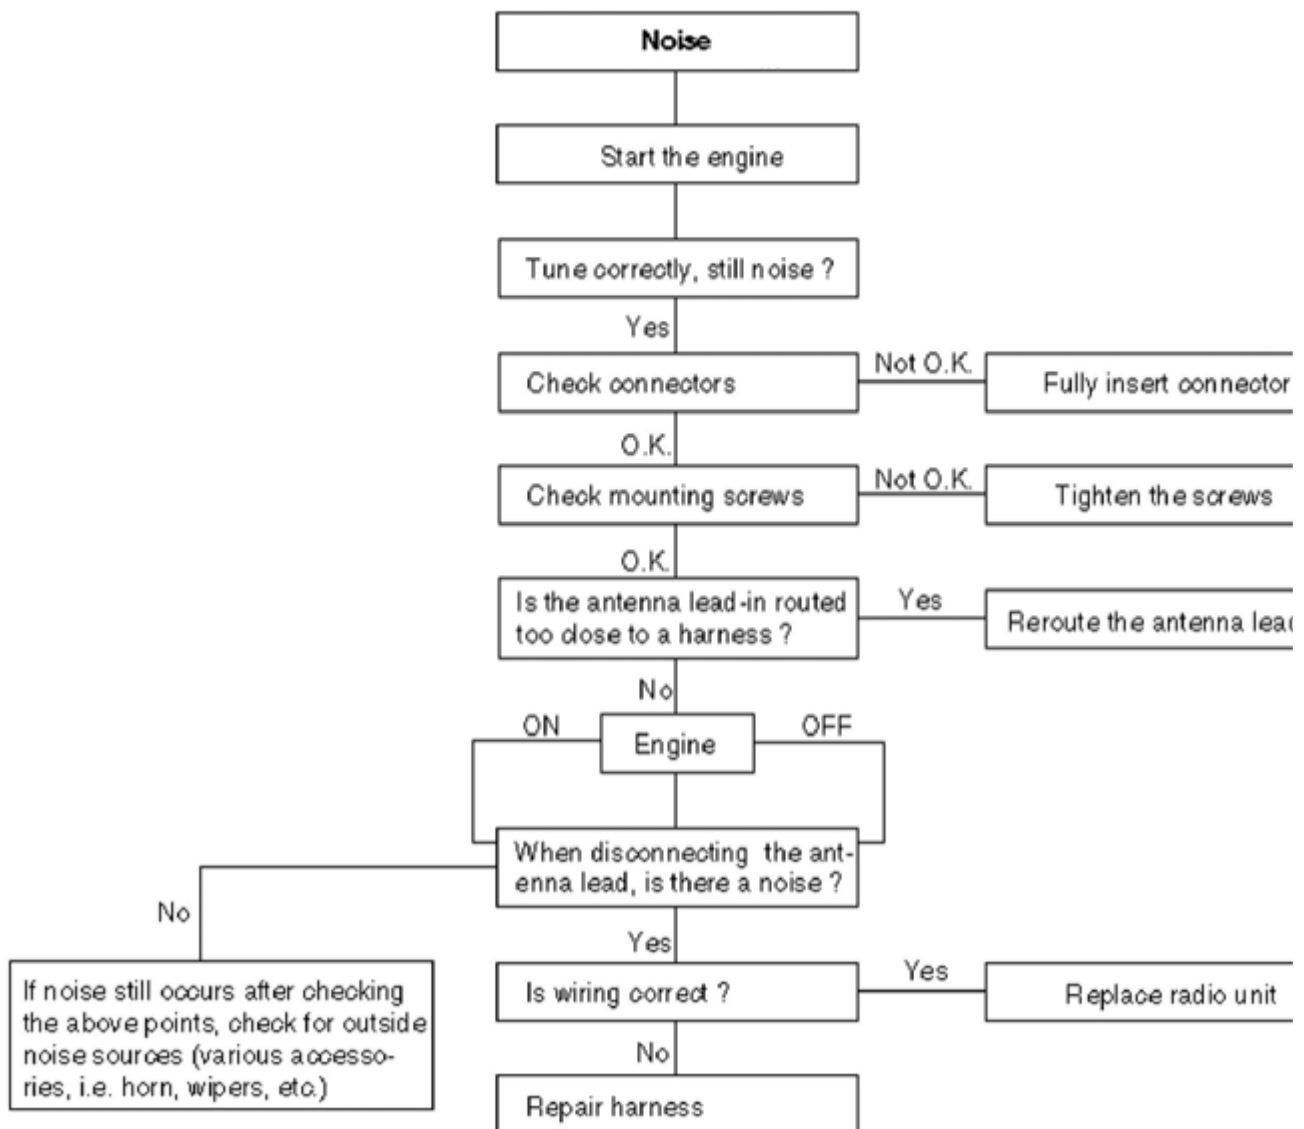 Noise
Start the engine
Tune correctly, still noise ?
Yes
Check connectors
Not O.K.
Fully insert connector
O.K.
Check mounting screws
Not O.K.
Tighten the screws
O.K.
Is the antenna lead-in routed
too close to a harness ?
Yes
Reroute the antenna lead
No
ON
Engine
OFF
When disconnecting the ant-
enna lead, is there a noise ?
No
Yes
If noise still occurs after checking
the above points, check for outside
noise sources (various accesso-
ries, i.e. horn, wipers, etc.)
Is wiring correct ?
Yes
Replace radio unit
No
Repair harness